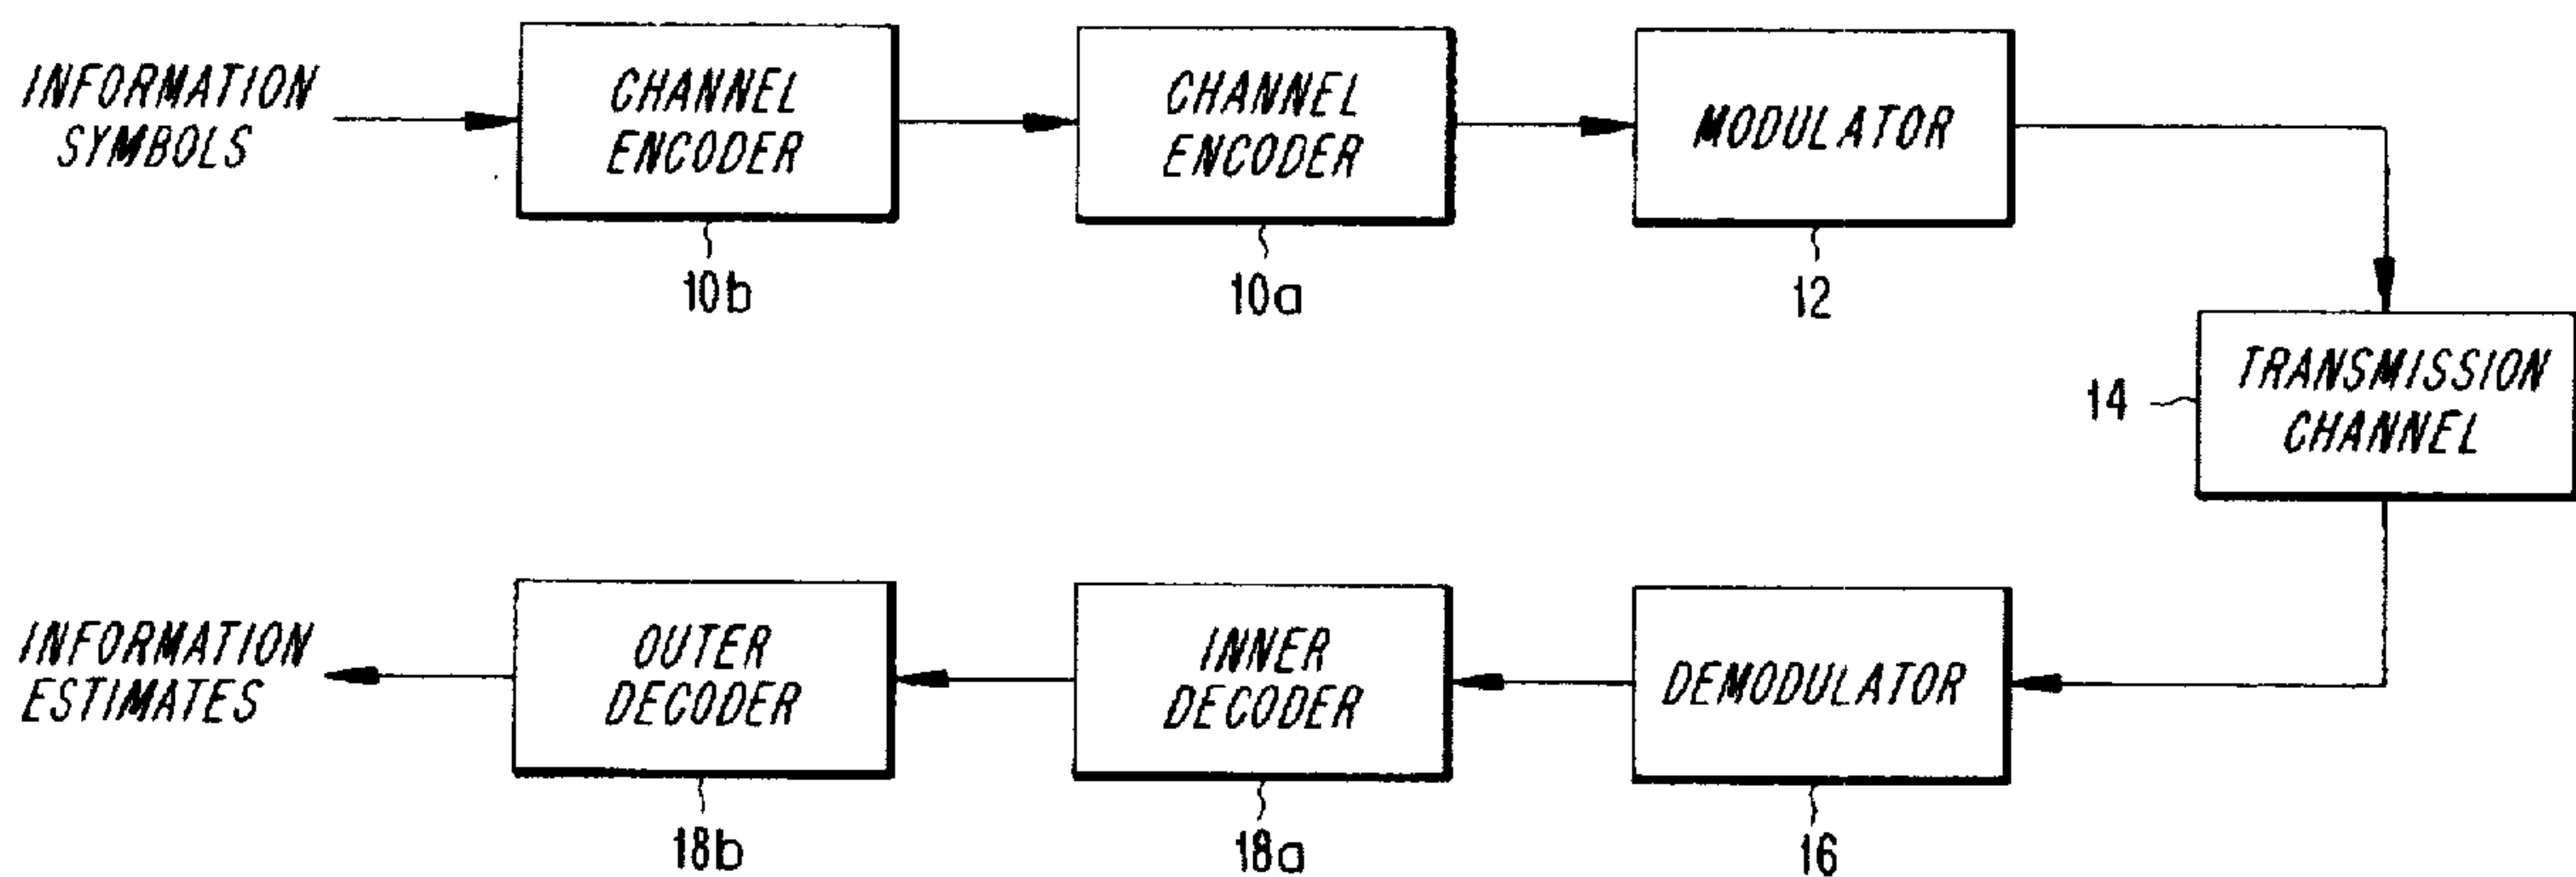 INFORMATION
SYMBOLS
CHANNEL
ENCODER
10b
CHANNEL
ENCODER
10a
MODULATOR
12
TRANSMISSION
CHANNEL
14
DEMODULATOR
16
INNER
DECODER
18a
OUTER
DECODER
18b
INFORMATION
ESTIMATES